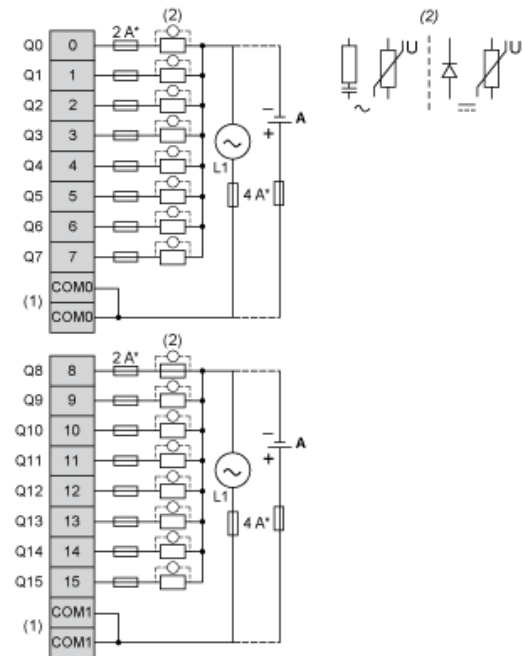 (2)
2 A*
Q0 0
Q1 1
Q2 2
Q3 3
Q4 4
Q5 5
Q6 6
Q7 7
COM0
(1)
COM0
L1
4 A*
−
+
A
(2)
U
U
(2)
2 A*
Q8 8
Q9 9
Q10 10
Q11 11
Q12 12
Q13 13
Q14 14
Q15 15
COM1
(1)
COM1
L1
4 A*
−
+
A